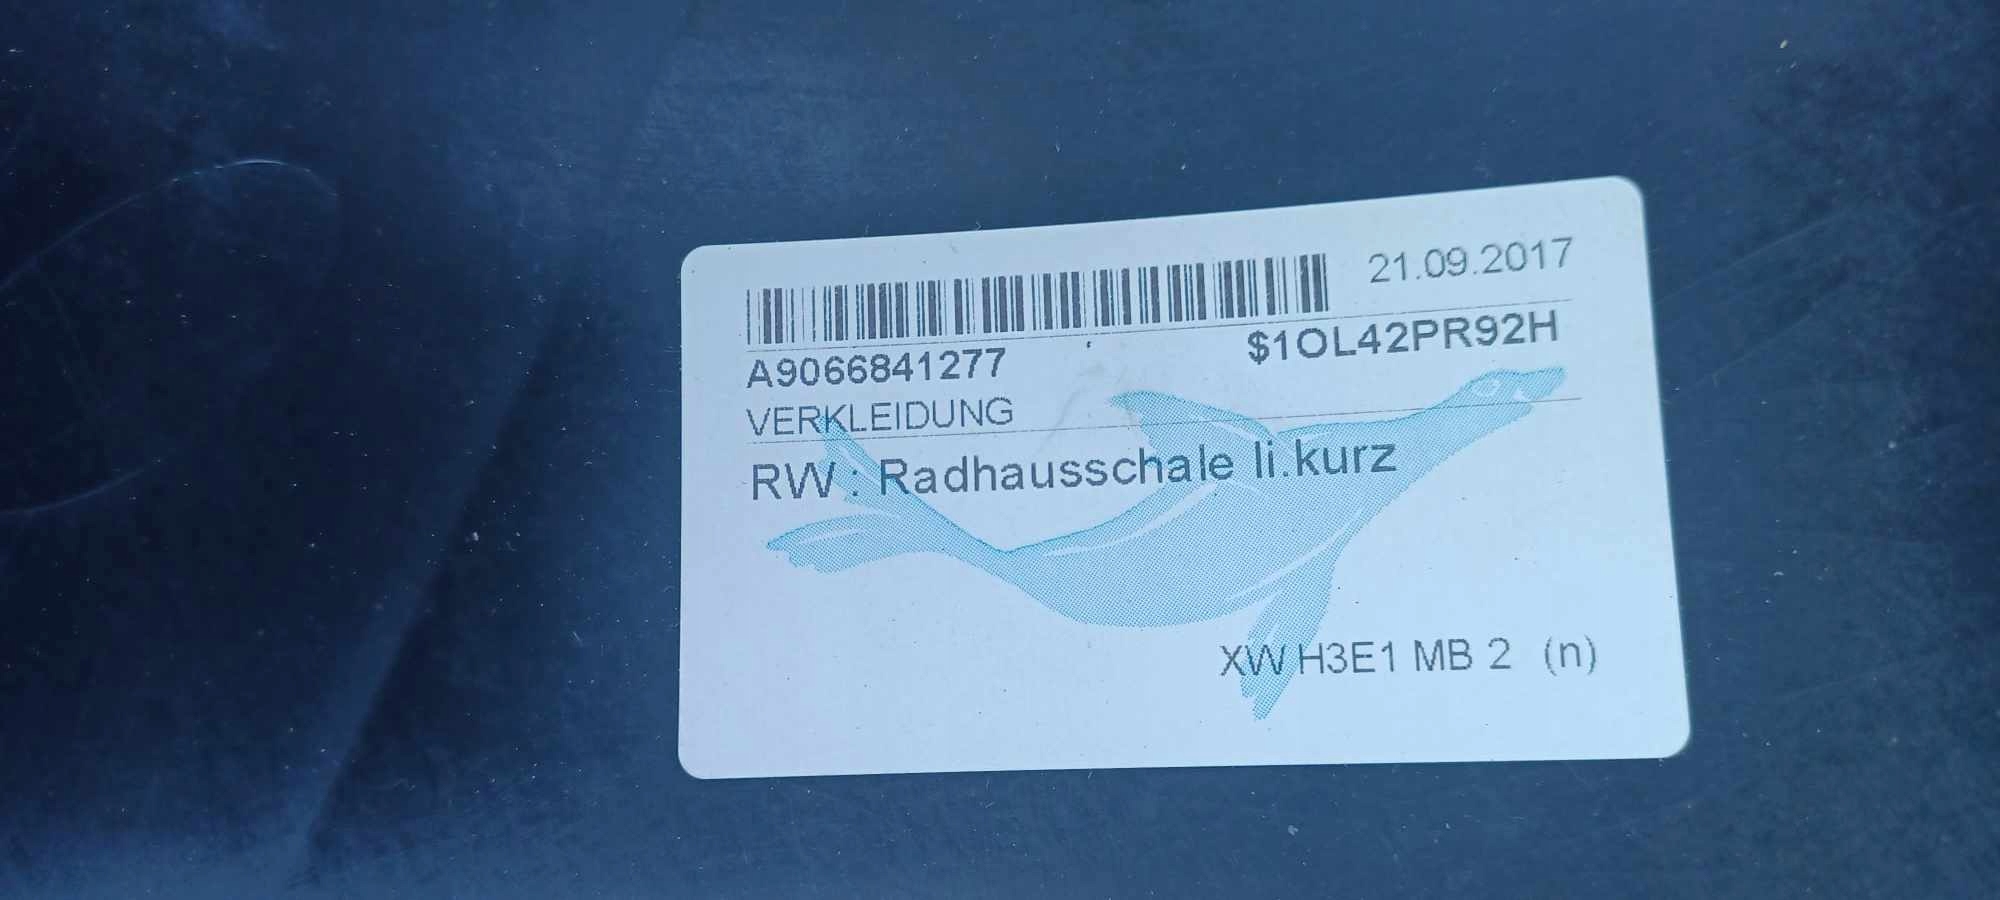 21.09.2017
A9066841277 $1OL42PR92H
VERKLEIDUNG
RW : Radhausschale li.kurz
XW H3E1 MB 2 (n)